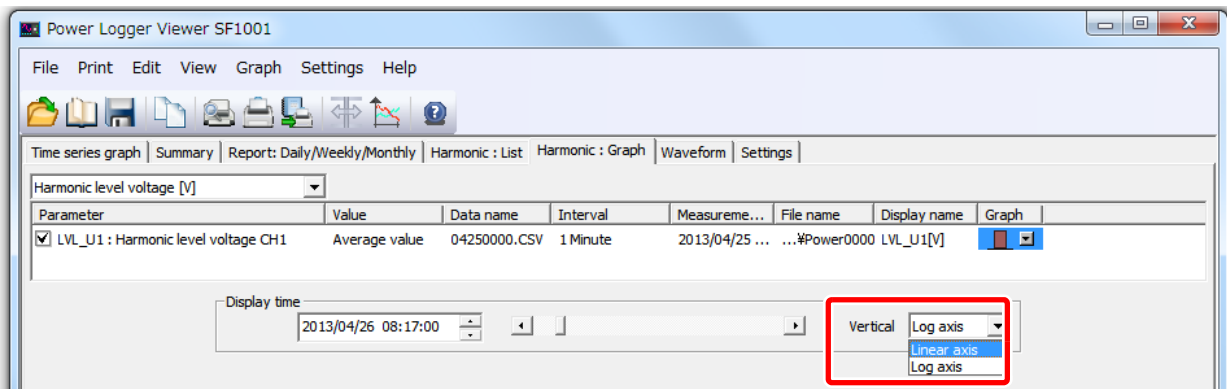 Power Logger Viewer SF1001
File Print Edit View Graph Settings Help
Time series graph Summary Report: Daily/Weekly/Monthly Harmonic : List Harmonic : Graph Waveform Settings
Harmonic level voltage [V]
Parameter Value Data name Interval Measureme... File name Display name Graph
LVL_U1 : Harmonic level voltage CH1 Average value 04250000.CSV 1 Minute 2013/04/25 ... ...¥Power0000 LVL_U1[V]
Display time
2013/04/26 08:17:00 Vertical Log axis
Linear axis
Log axis